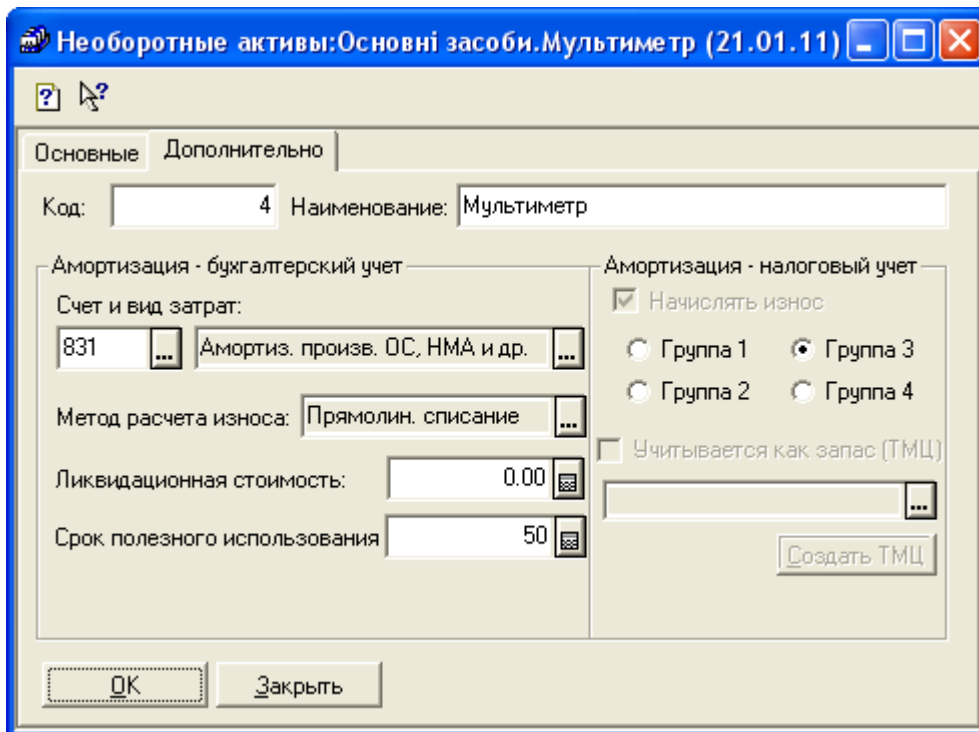 Необоротные активы:Основні засоби.Мультиметр (21.01.11)
Основные Дополнительно
Код: 4 Наименование: Мультиметр
Амортизация - бухгалтерский учет
Счет и вид затрат:
831 ... Амортиз. произв. ОС, НМА и др. ...
Метод расчета износа: Прямолин. списание ...
Ликвидационная стоимость: 0.00
Срок полезного использования 50
Амортизация - налоговый учет
Начислять износ
Группа 1 Группа 3
Группа 2 Группа 4
Учитывается как запас (ТМЦ)
...
Создать ТМЦ
OK Закрыть